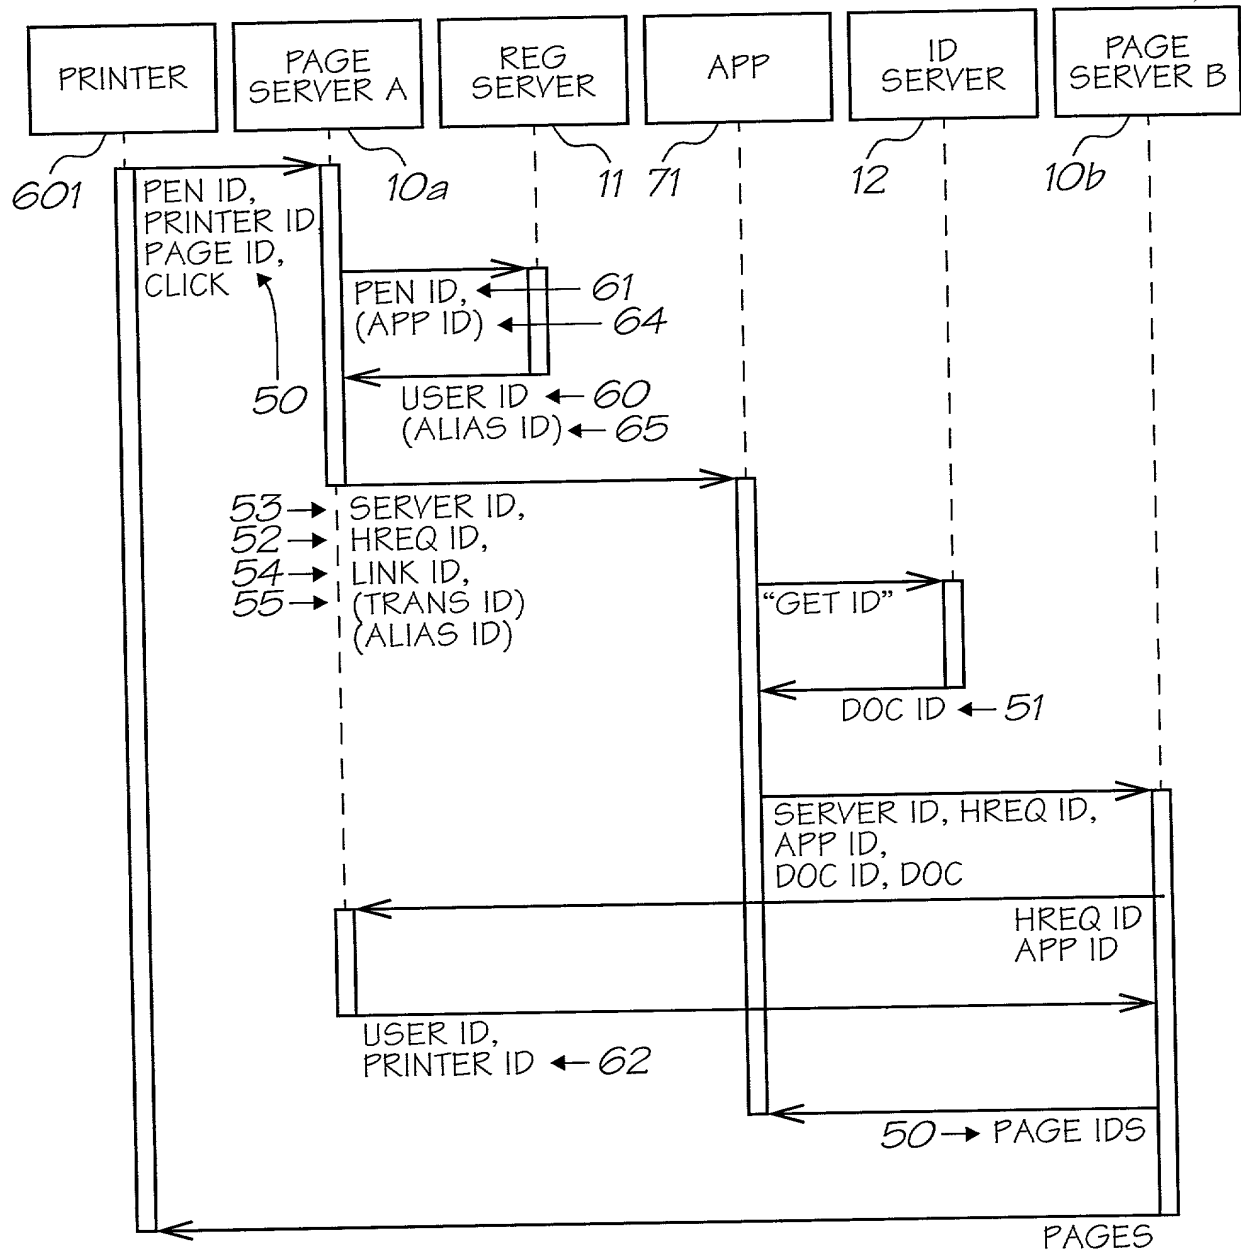 PRINTER
PAGE
SERVER A
REG
SERVER
APP
ID
SERVER
PAGE
SERVER B
601
10a
11
71
12
10b
PEN ID,
PRINTER ID
PAGE ID,
CLICK
50
PEN ID, 61
(APP ID) 64
USER ID 60
(ALIAS ID) 65
53 SERVER ID,
52 HREQ ID,
54 LINK ID,
55 (TRANS ID)
(ALIAS ID)
“GET ID”
DOC ID 51
SERVER ID, HREQ ID,
APP ID,
DOC ID, DOC
HREQ ID
APP ID
USER ID,
PRINTER ID 62
50 PAGE IDS
PAGES